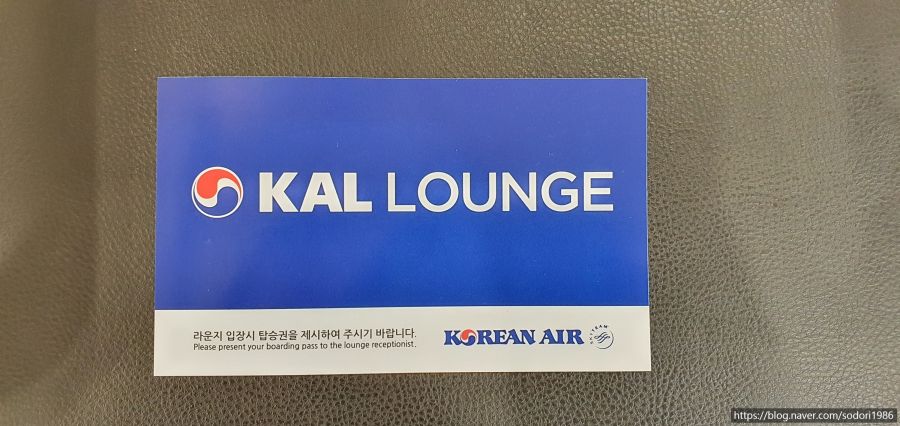 KAL LOUNGE
라운지 입장시 탑승권을 제시하여 주시기 바랍니다.
Please present your boarding pass to the lounge receptionist.
KOREAN AIR
SKYTEAM
https://blog.naver.com/sodori1986